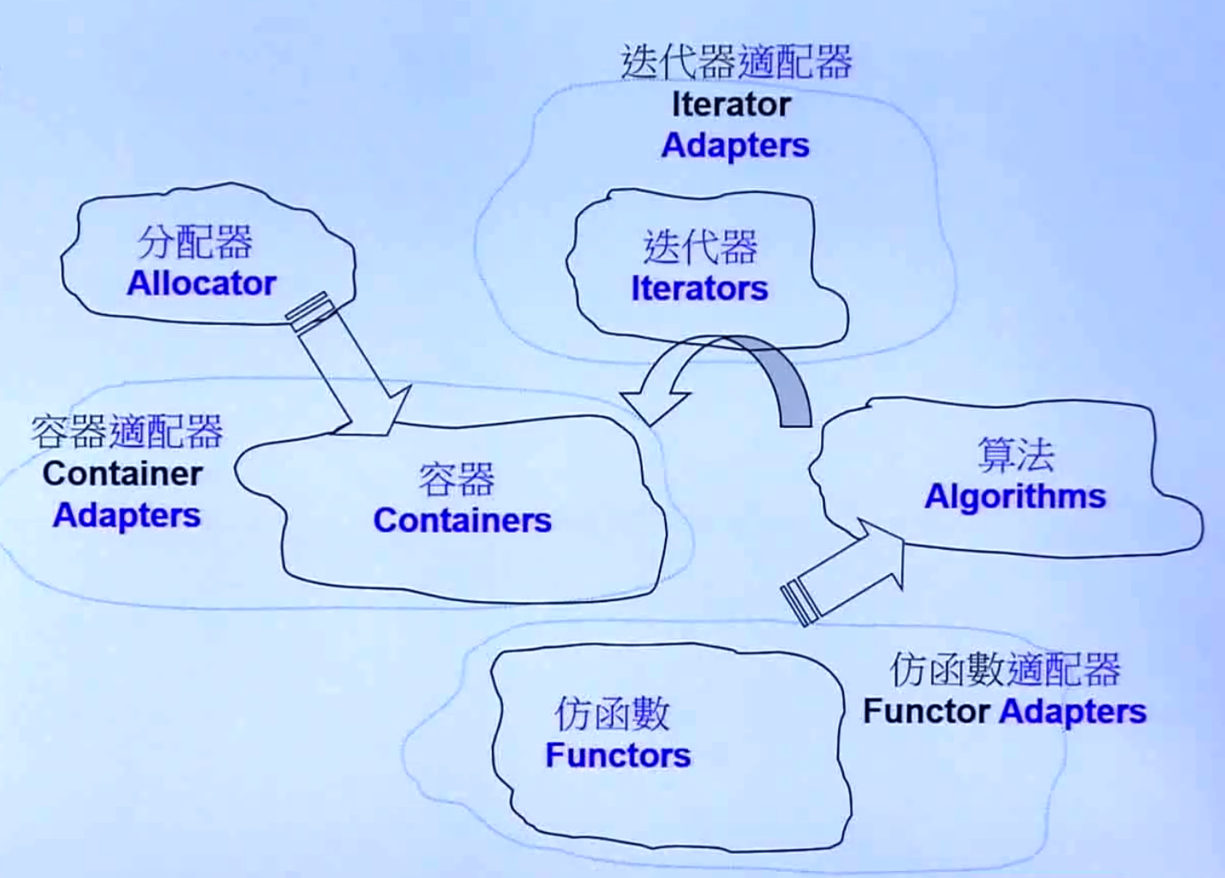 迭代器適配器
Iterator
Adapters
分配器
Allocator
迭代器
Iterators
容器適配器
Container
Adapters
容器
Containers
算法
Algorithms
仿函數
Functors
仿函數適配器
Functor Adapters